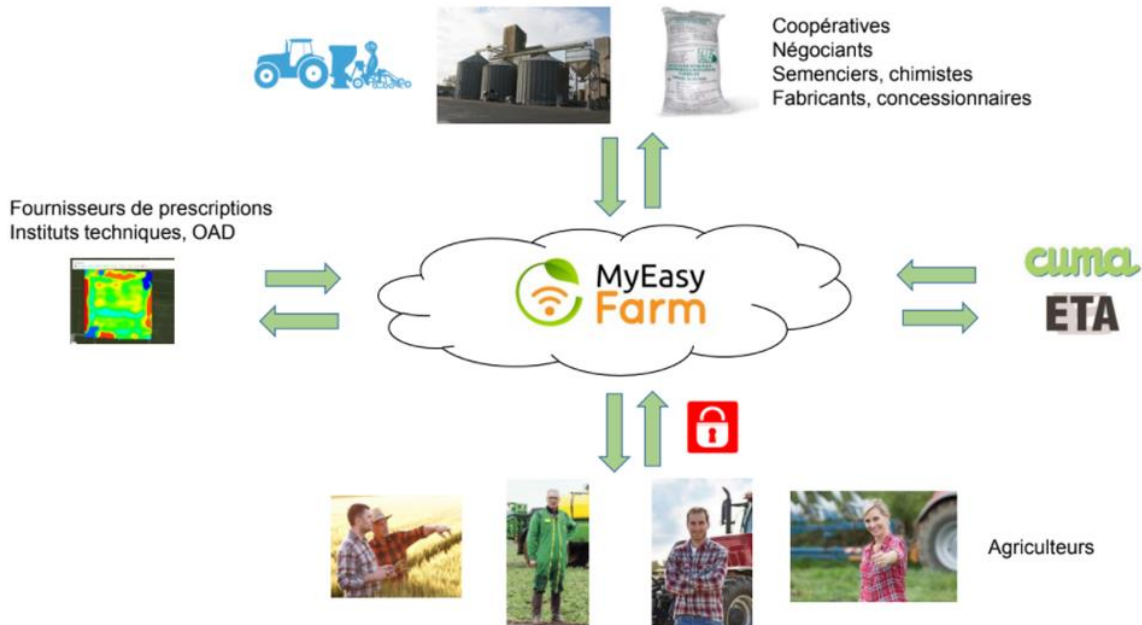 Coopératives
Négociants
Semenciers, chimistes
Fabricants, concessionnaires
Fournisseurs de prescriptions
Instituts techniques, OAD
MyEasy
Farm
cuma
ETA
Agriculteurs